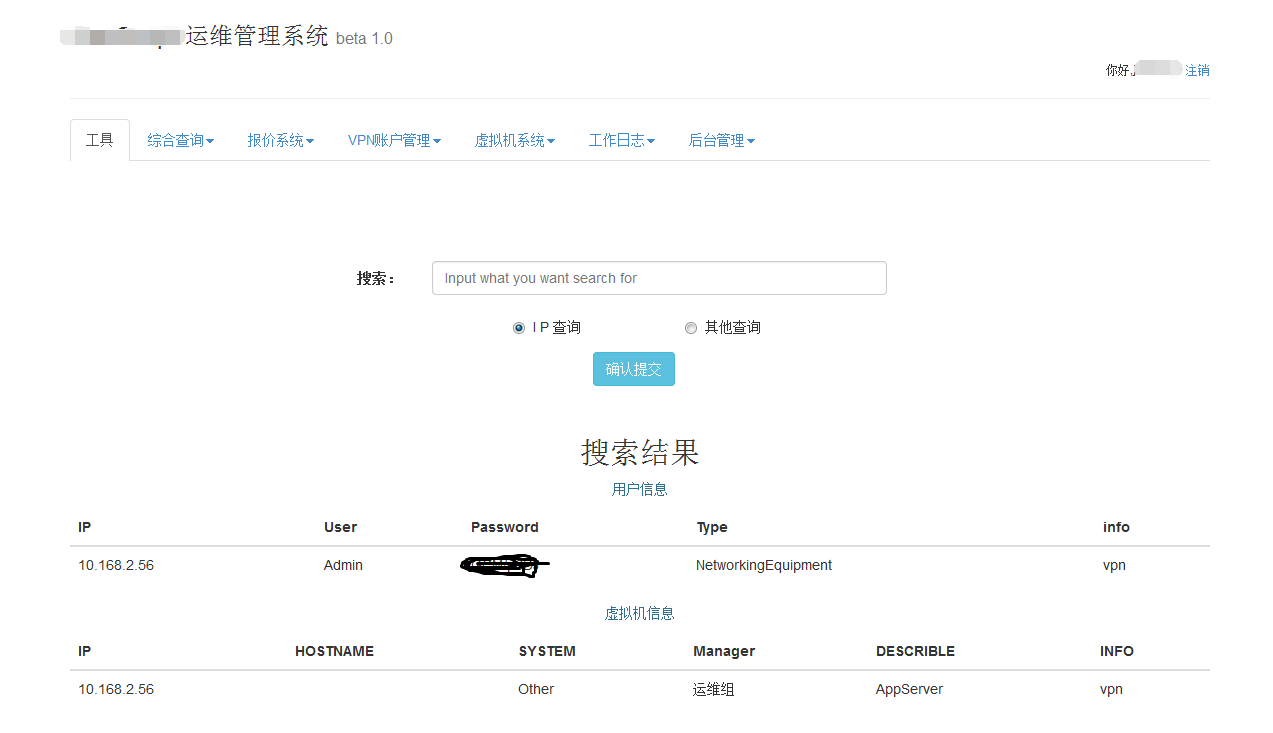 运维管理系统 beta 1.0
你好 注销
工具 综合查询 报价系统 VPN账户管理 虚拟机系统 工作日志 后台管理
搜索： Input what you want search for
I P 查询 其他查询
确认提交
搜索结果
用户信息
IP User Password Type info
10.168.2.56 Admin NetworkingEquipment vpn
虚拟机信息
IP HOSTNAME SYSTEM Manager DESCRIBLE INFO
10.168.2.56 Other 运维组 AppServer vpn